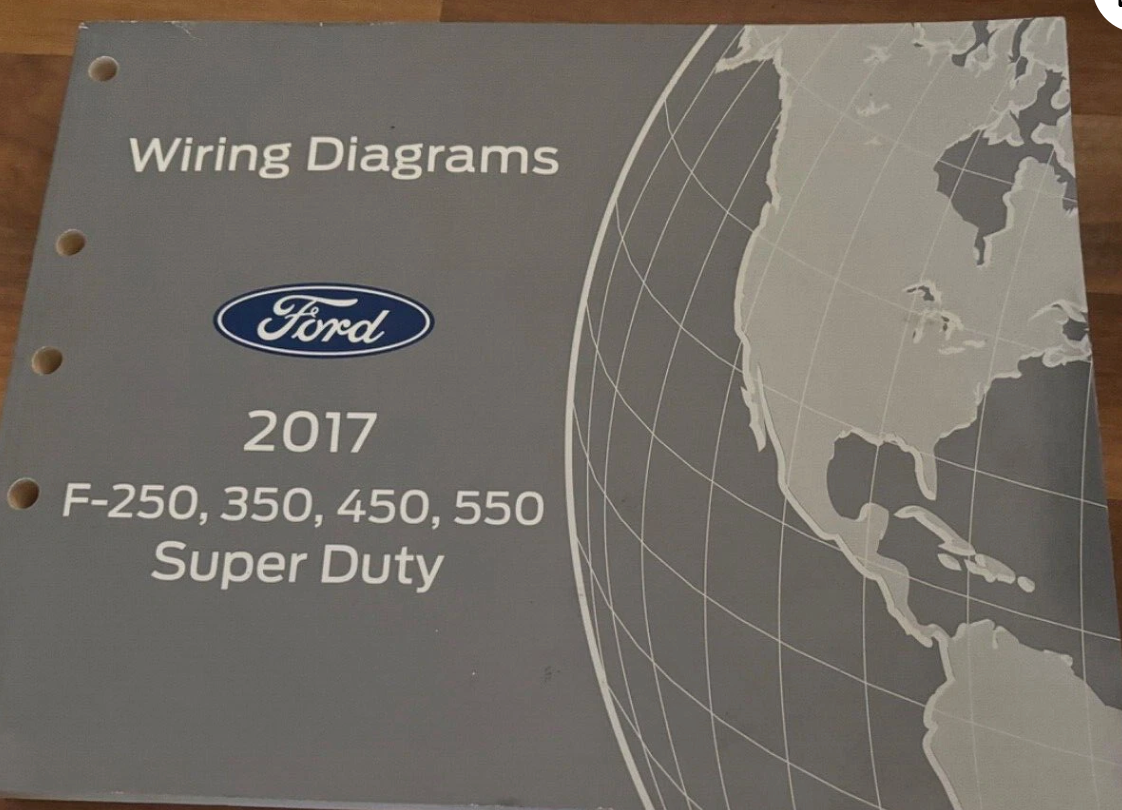 Wiring Diagrams
Ford
2017
F-250, 350, 450, 550
Super Duty